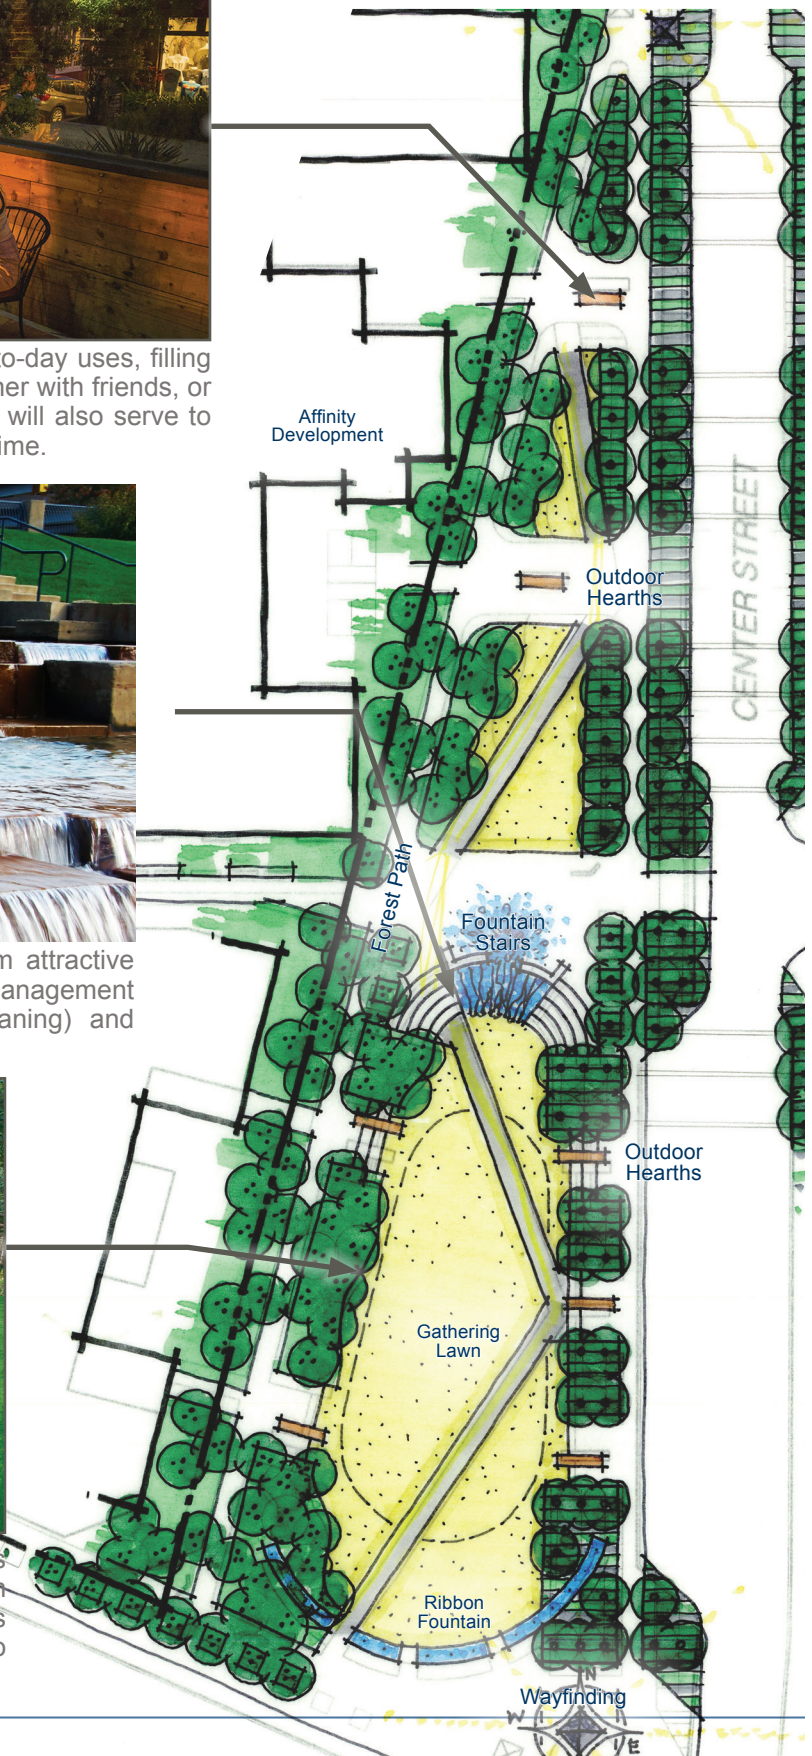 to-day uses, filling
her with friends, or
will also serve to
ime.
attractive
anagement
aning) and
Affinity
Development
Outdoor
Hearths
CENTER STREET
Forest Path
Fountain
Stairs
Outdoor
Hearths
Gathering
Lawn
Ribbon
Fountain
Wayfinding
N
W
E